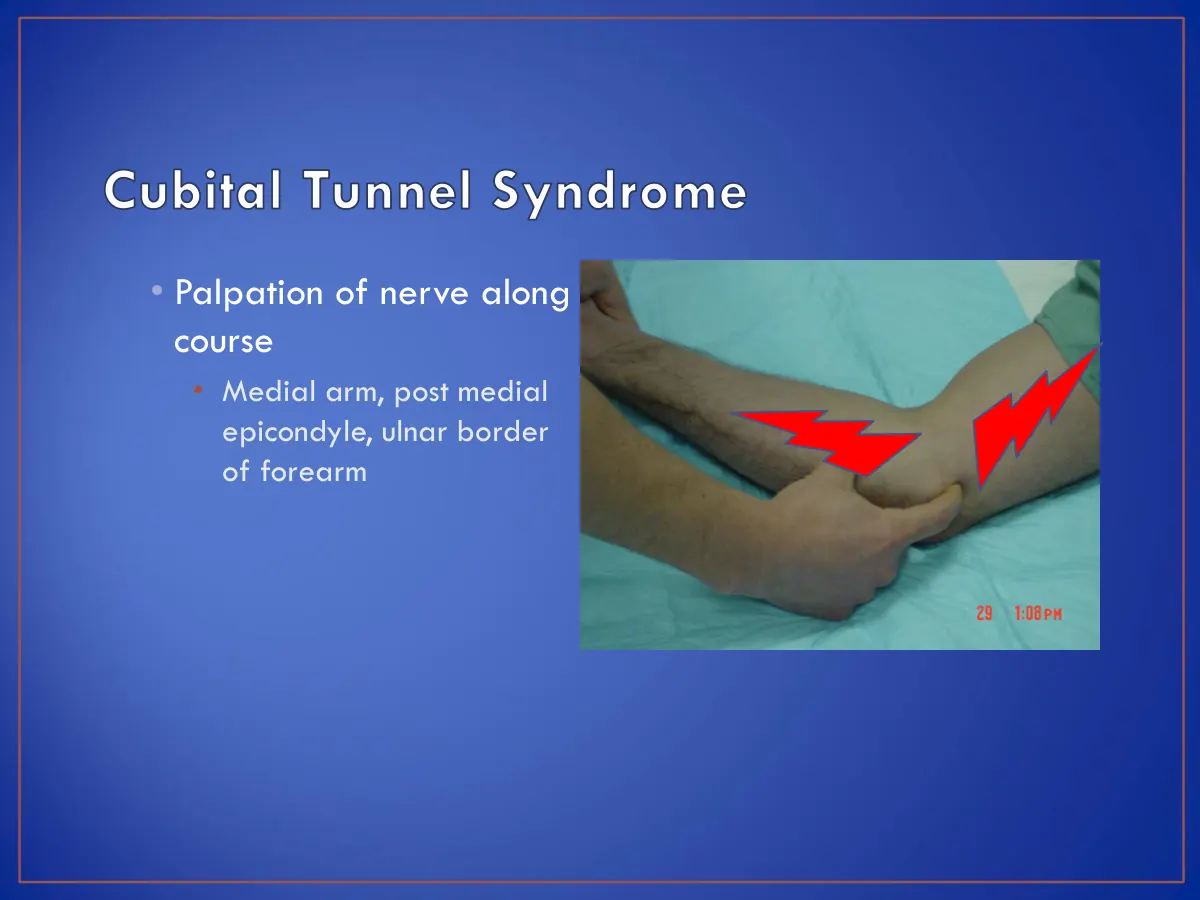 Cubital Tunnel Syndrome
• Palpation of nerve along
course
• Medial arm, post medial
epicondyle, ulnar border
of forearm
29 1:08PM